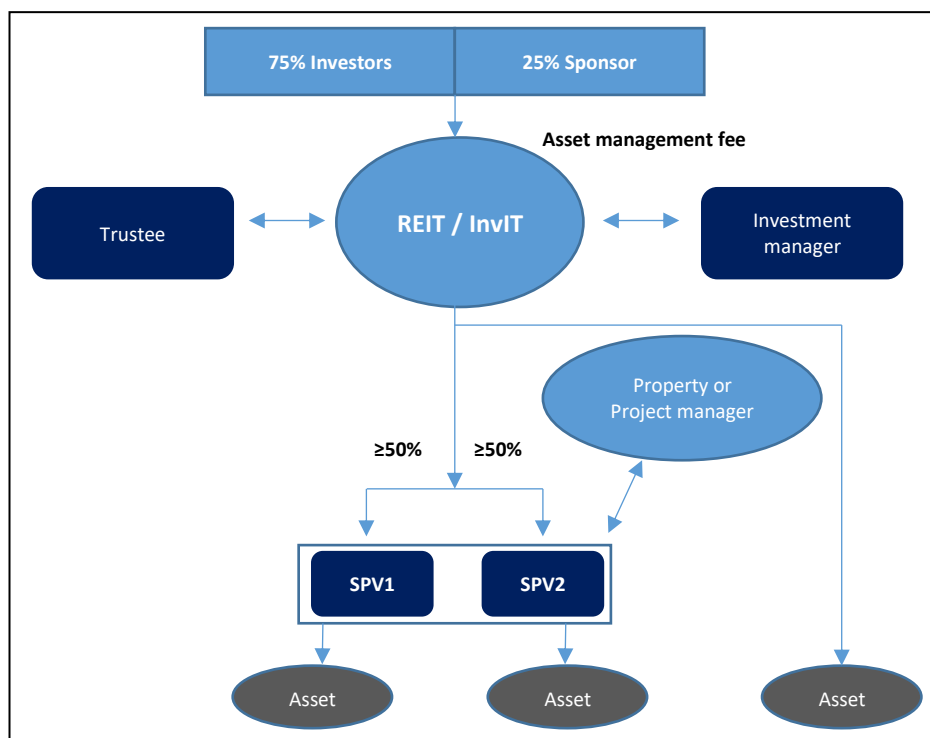 75% Investors
25% Sponsor
Asset management fee
Trustee
REIT / InvIT
Investment
manager
Property or
Project manager
≥50%
≥50%
SPV1
SPV2
Asset
Asset
Asset